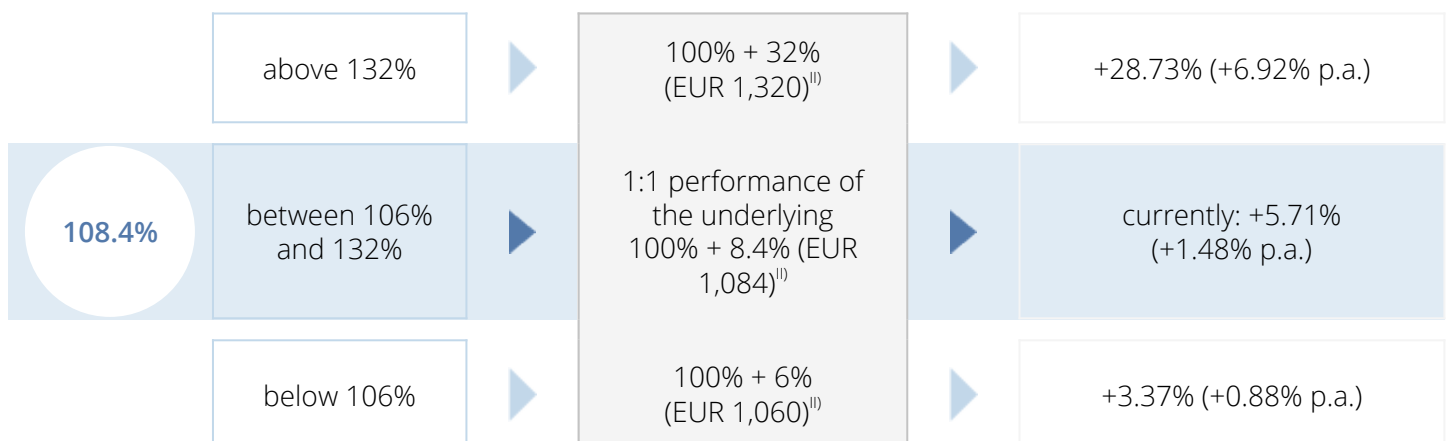 above 132%
100% + 32%
(EUR 1,320)II)
+28.73% (+6.92% p.a.)
108.4%
between 106%
and 132%
1:1 performance of
the underlying
100% + 8.4% (EUR
1,084)II)
currently: +5.71%
(+1.48% p.a.)
below 106%
100% + 6%
(EUR 1,060)II)
+3.37% (+0.88% p.a.)